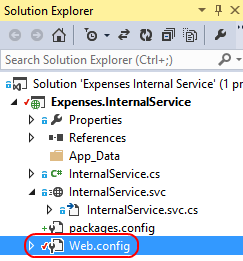 Solution Explorer
Search Solution Explorer (Ctrl+;)
Solution 'Expenses Internal Service' (1 pr
Expenses.InternalService
Properties
References
App_Data
C# InternalService.cs
InternalService.svc
InternalService.svc.cs
packages.config
Web.config